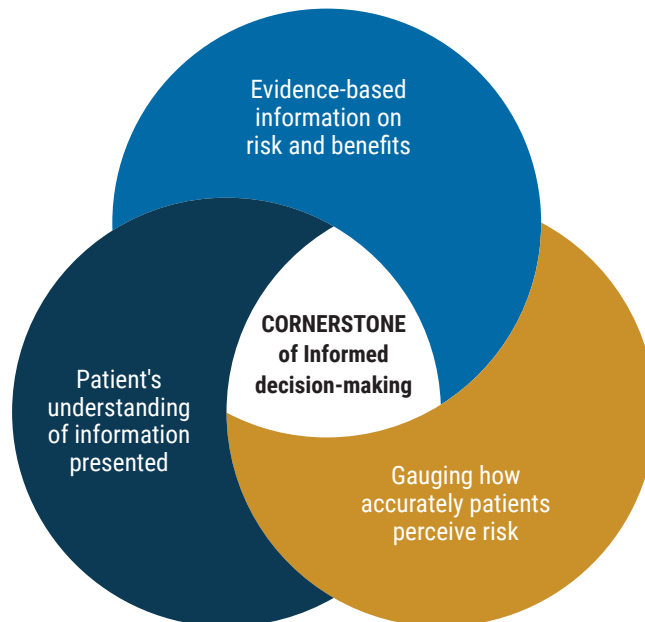 Evidence-based
information on
risk and benefits
CORNERSTONE
of Informed
decision-making
Patient's
understanding
of information
presented
Gauging how
accurately patients
perceive risk